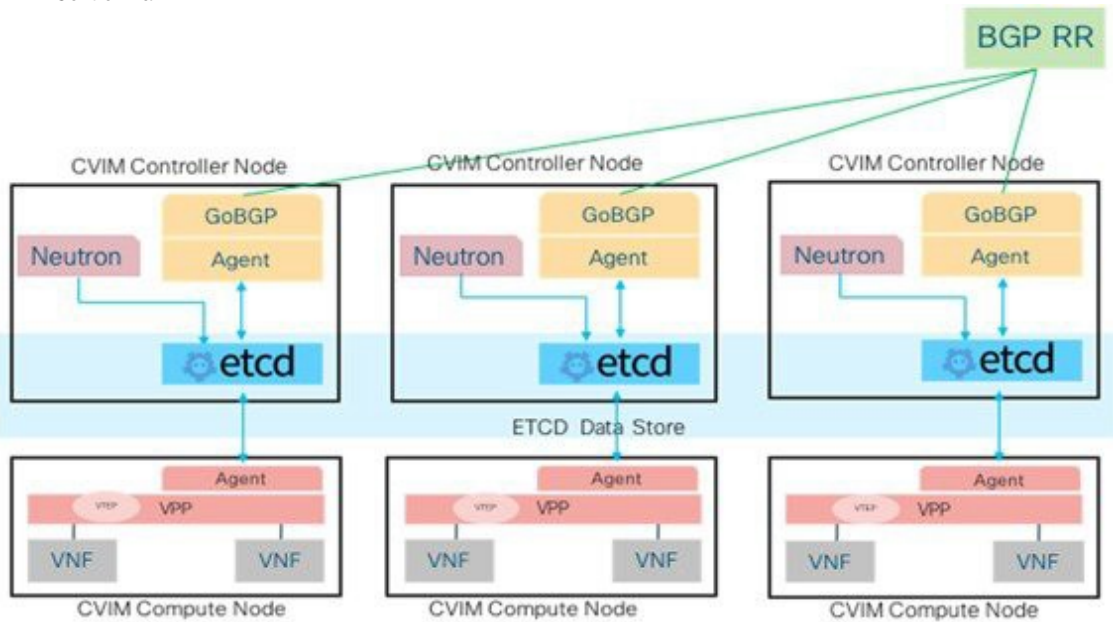 BGP RR
CVIM Controller Node
CVIM Controller Node
CVIM Controller Node
GoBGP
GoBGP
GoBGP
Neutron
Agent
Neutron
Agent
Neutron
Agent
etcd
etcd
etcd
ETCD Data Store
Agent
Agent
Agent
VTEP VPP
VTEP VPP
VTEP VPP
VNF
VNF
VNF
VNF
VNF
VNF
CVIM Compute Node
CVIM Compute Node
CVIM Compute Node